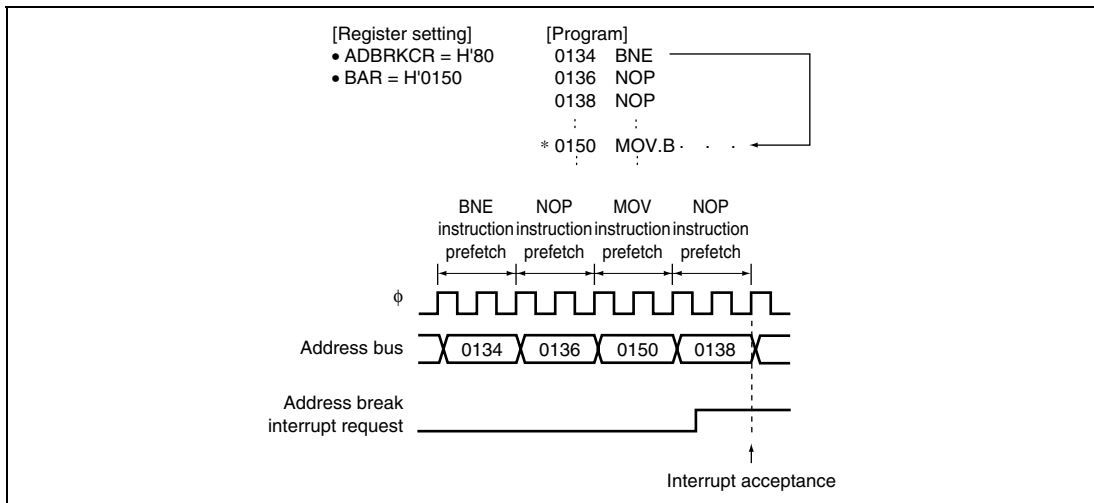 [Register setting] [Program]
• ADBRKCR = H'80 0134 BNE
• BAR = H'0150 0136 NOP
0138 NOP
* 0150 MOV.B . . .
BNE NOP MOV NOP
instruction instruction instruction instruction
prefetch prefetch prefetch prefetch
ϕ
Address bus 0134 0136 0150 0138
Address break
interrupt request
Interrupt acceptance